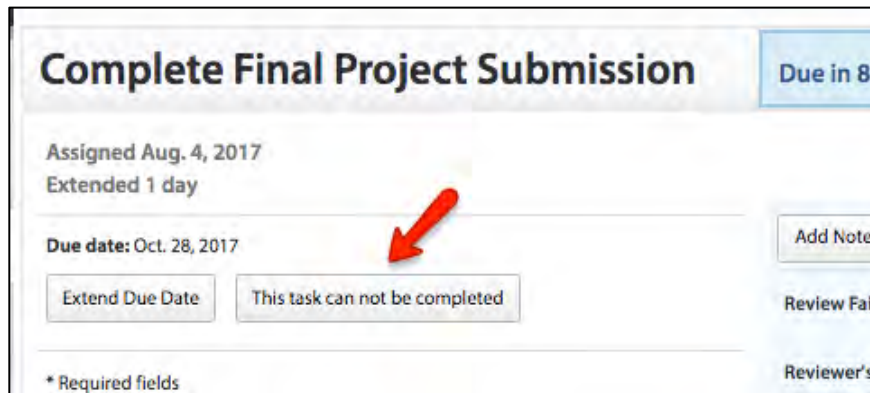 Complete Final Project Submission
Due in 8
Assigned Aug. 4, 2017
Extended 1 day
Due date: Oct. 28, 2017
Add Note
Extend Due Date
This task can not be completed
Review Fai
* Required fields
Reviewer's